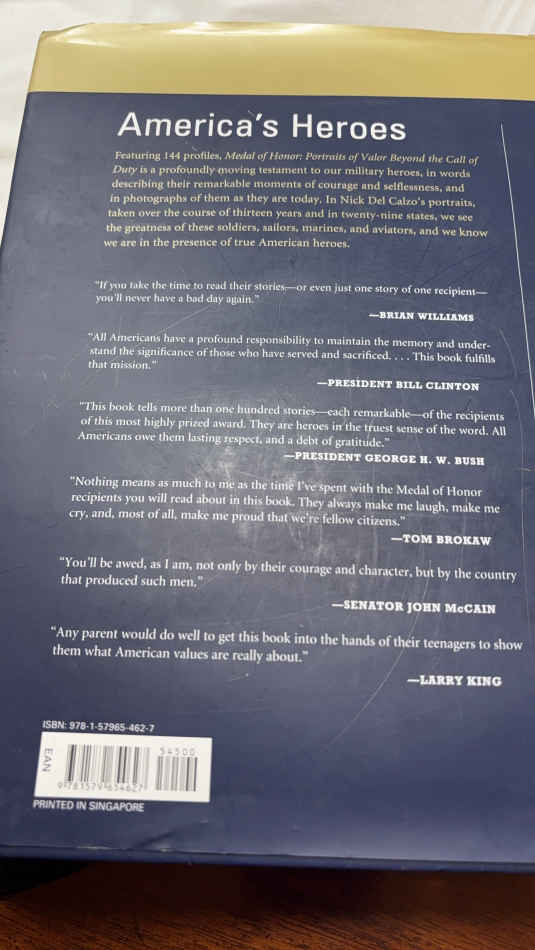 America's Heroes
Featuring 144 profiles, Medal of Honor: Portraits of Valor Beyond the Call of
Duty is a profoundly moving testament to our military heroes, in words
describing their remarkable moments of courage and selflessness, and
in photographs of them as they are today. In Nick Del Calzo's portraits,
taken over the course of thirteen years and in twenty-nine states, we see
the greatness of these soldiers, sailors, marines, and aviators, and we know
we are in the presence of true American heroes.
"If you take the time to read their stories—or even just one story of one recipient—
you'll never have a bad day again."
—BRIAN WILLIAMS
"All Americans have a profound responsibility to maintain the memory and under-
stand the significance of those who have served and sacrificed. . . . This book fulfills
that mission."
—PRESIDENT BILL CLINTON
"This book tells more than one hundred stories—each remarkable—of the recipients
of this most highly prized award. They are heroes in the truest sense of the word. All
Americans owe them lasting respect, and a debt of gratitude."
—PRESIDENT GEORGE H. W. BUSH
"Nothing means as much to me as the time I've spent with the Medal of Honor
recipients you will read about in this book. They always make me laugh, make me
cry, and, most of all, make me proud that we're fellow citizens."
—TOM BROKAW
"You'll be awed, as I am, not only by their courage and character, but by the country
that produced such men."
—SENATOR JOHN McCAIN
"Any parent would do well to get this book into the hands of their teenagers to show
them what American values are really about."
—LARRY KING
ISBN: 978-1-57965-462-7
EAN
54500
9 781579 654627
PRINTED IN SINGAPORE